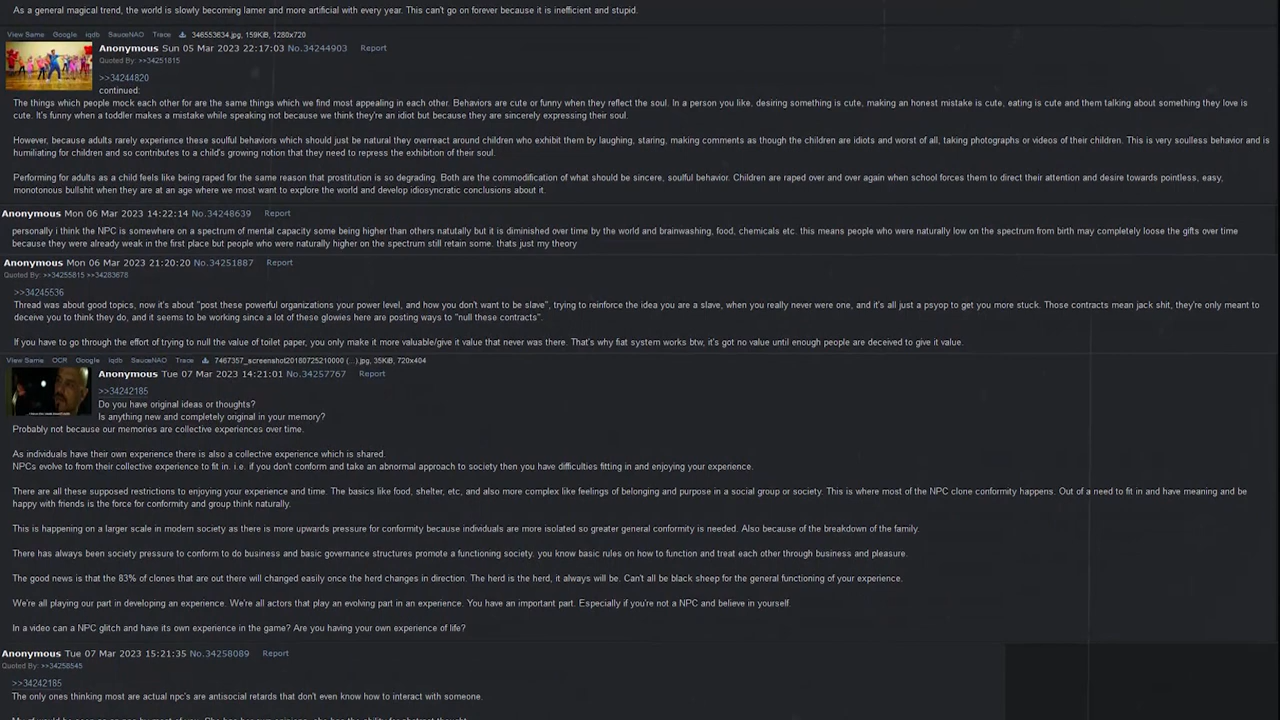 As a general magical trend, the world is slowly becoming lamer and more artificial with every year. This can't go on forever because it is inefficient and stupid.
View Same Google iqdb SauceNAO Trace 346553634.jpg, 159KiB, 1280x720
Anonymous Sun 05 Mar 2023 22:17:03 No.34244903 Report
Quoted By: >>34251815
>>34244820
continued:
The things which people mock each other for are the same things which we find most appealing in each other. Behaviors are cute or funny when they reflect the soul. In a person you like, desiring something is cute, making an honest mistake is cute, eating is cute and them talking about something they love is
cute. It's funny when a toddler makes a mistake while speaking not because we think they're an idiot but because they are sincerely expressing their soul.
However, because adults rarely experience these soulful behaviors which should just be natural they overreact around children who exhibit them by laughing, staring, making comments as though the children are idiots and worst of all, taking photographs or videos of their children. This is very soulless behavior and is
humiliating for children and so contributes to a child's growing notion that they need to repress the exhibition of their soul.
Performing for adults as a child feels like being raped for the same reason that prostitution is so degrading. Both are the commodification of what should be sincere, soulful behavior. Children are raped over and over again when school forces them to direct their attention and desire towards pointless, easy,
monotonous bullshit when they are at an age where we most want to explore the world and develop idiosyncratic conclusions about it.
Anonymous Mon 06 Mar 2023 14:22:14 No.34248639 Report
personally i think the NPC is somewhere on a spectrum of mental capacity some being higher than others natutally but it is diminished over time by the world and brainwashing, food, chemicals etc. this means people who were naturally low on the spectrum from birth may completely loose the gifts over time
because they were already weak in the first place but people who were naturally higher on the spectrum still retain some. thats just my theory
Anonymous Mon 06 Mar 2023 21:20:20 No.34251887 Report
Quoted By: >>34255815 >>34283678
>>34245536
Thread was about good topics, now it's about "post these powerful organizations your power level, and how you don't want to be slave", trying to reinforce the idea you are a slave, when you really never were one, and it's all just a psyop to get you more stuck. Those contracts mean jack shit, they're only meant to
deceive you to think they do, and it seems to be working since a lot of these glowies here are posting ways to "null these contracts".
If you have to go through the effort of trying to null the value of toilet paper, you only make it more valuable/give it value that never was there. That's why fiat system works btw, it's got no value until enough people are deceived to give it value.
View Same OCR Google iqdb SauceNAO Trace 7467357_screenshot20180725210000 (...).jpg, 35KiB, 720x404
Anonymous Tue 07 Mar 2023 14:21:01 No.34257767 Report
>>34242185
Do you have original ideas or thoughts?
Is anything new and completely original in your memory?
Probably not because our memories are collective experiences over time.
As individuals have their own experience there is also a collective experience which is shared.
NPCs evolve to from their collective experience to fit in. i.e. if you don't conform and take an abnormal approach to society then you have difficulties fitting in and enjoying your experience.
There are all these supposed restrictions to enjoying your experience and time. The basics like food, shelter, etc, and also more complex like feelings of belonging and purpose in a social group or society. This is where most of the NPC clone conformity happens. Out of a need to fit in and have meaning and be
happy with friends is the force for conformity and group think naturally.
This is happening on a larger scale in modern society as there is more upwards pressure for conformity because individuals are more isolated so greater general conformity is needed. Also because of the breakdown of the family.
There has always been society pressure to conform to do business and basic governance structures promote a functioning society. you know basic rules on how to function and treat each other through business and pleasure.
The good news is that the 83% of clones that are out there will changed easily once the herd changes in direction. The herd is the herd, it always will be. Can't all be black sheep for the general functioning of your experience.
We're all playing our part in developing an experience. We're all actors that play an evolving part in an experience. You have an important part. Especially if you're not a NPC and believe in yourself.
In a video can a NPC glitch and have its own experience in the game? Are you having your own experience of life?
Anonymous Tue 07 Mar 2023 15:21:35 No.34258089 Report
Quoted By: >>34258545
>>34242185
The only ones thinking most are actual npc's are antisocial retards that don't even know how to interact with someone.